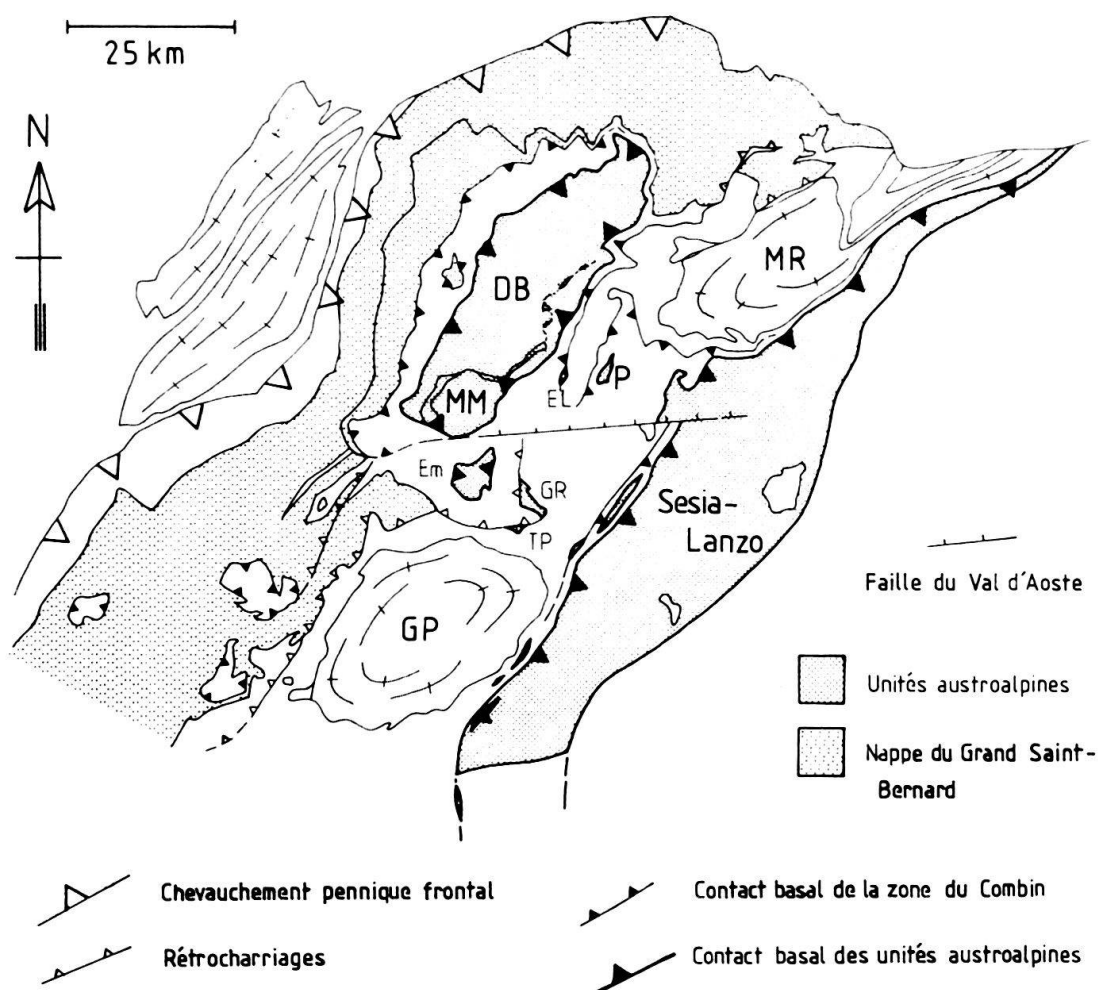 25 km
N
DB
MR
MM
EL
P
Em
GR
TP
Sesia-
Lanzo
GP
Faille du Val d'Aoste
Unités austroalpines
Nappe du Grand Saint-
Bernard
Chevauchement pennique frontal
Contact basal de la zone du Combin
Rétrocharriages
Contact basal des unités austroalpines